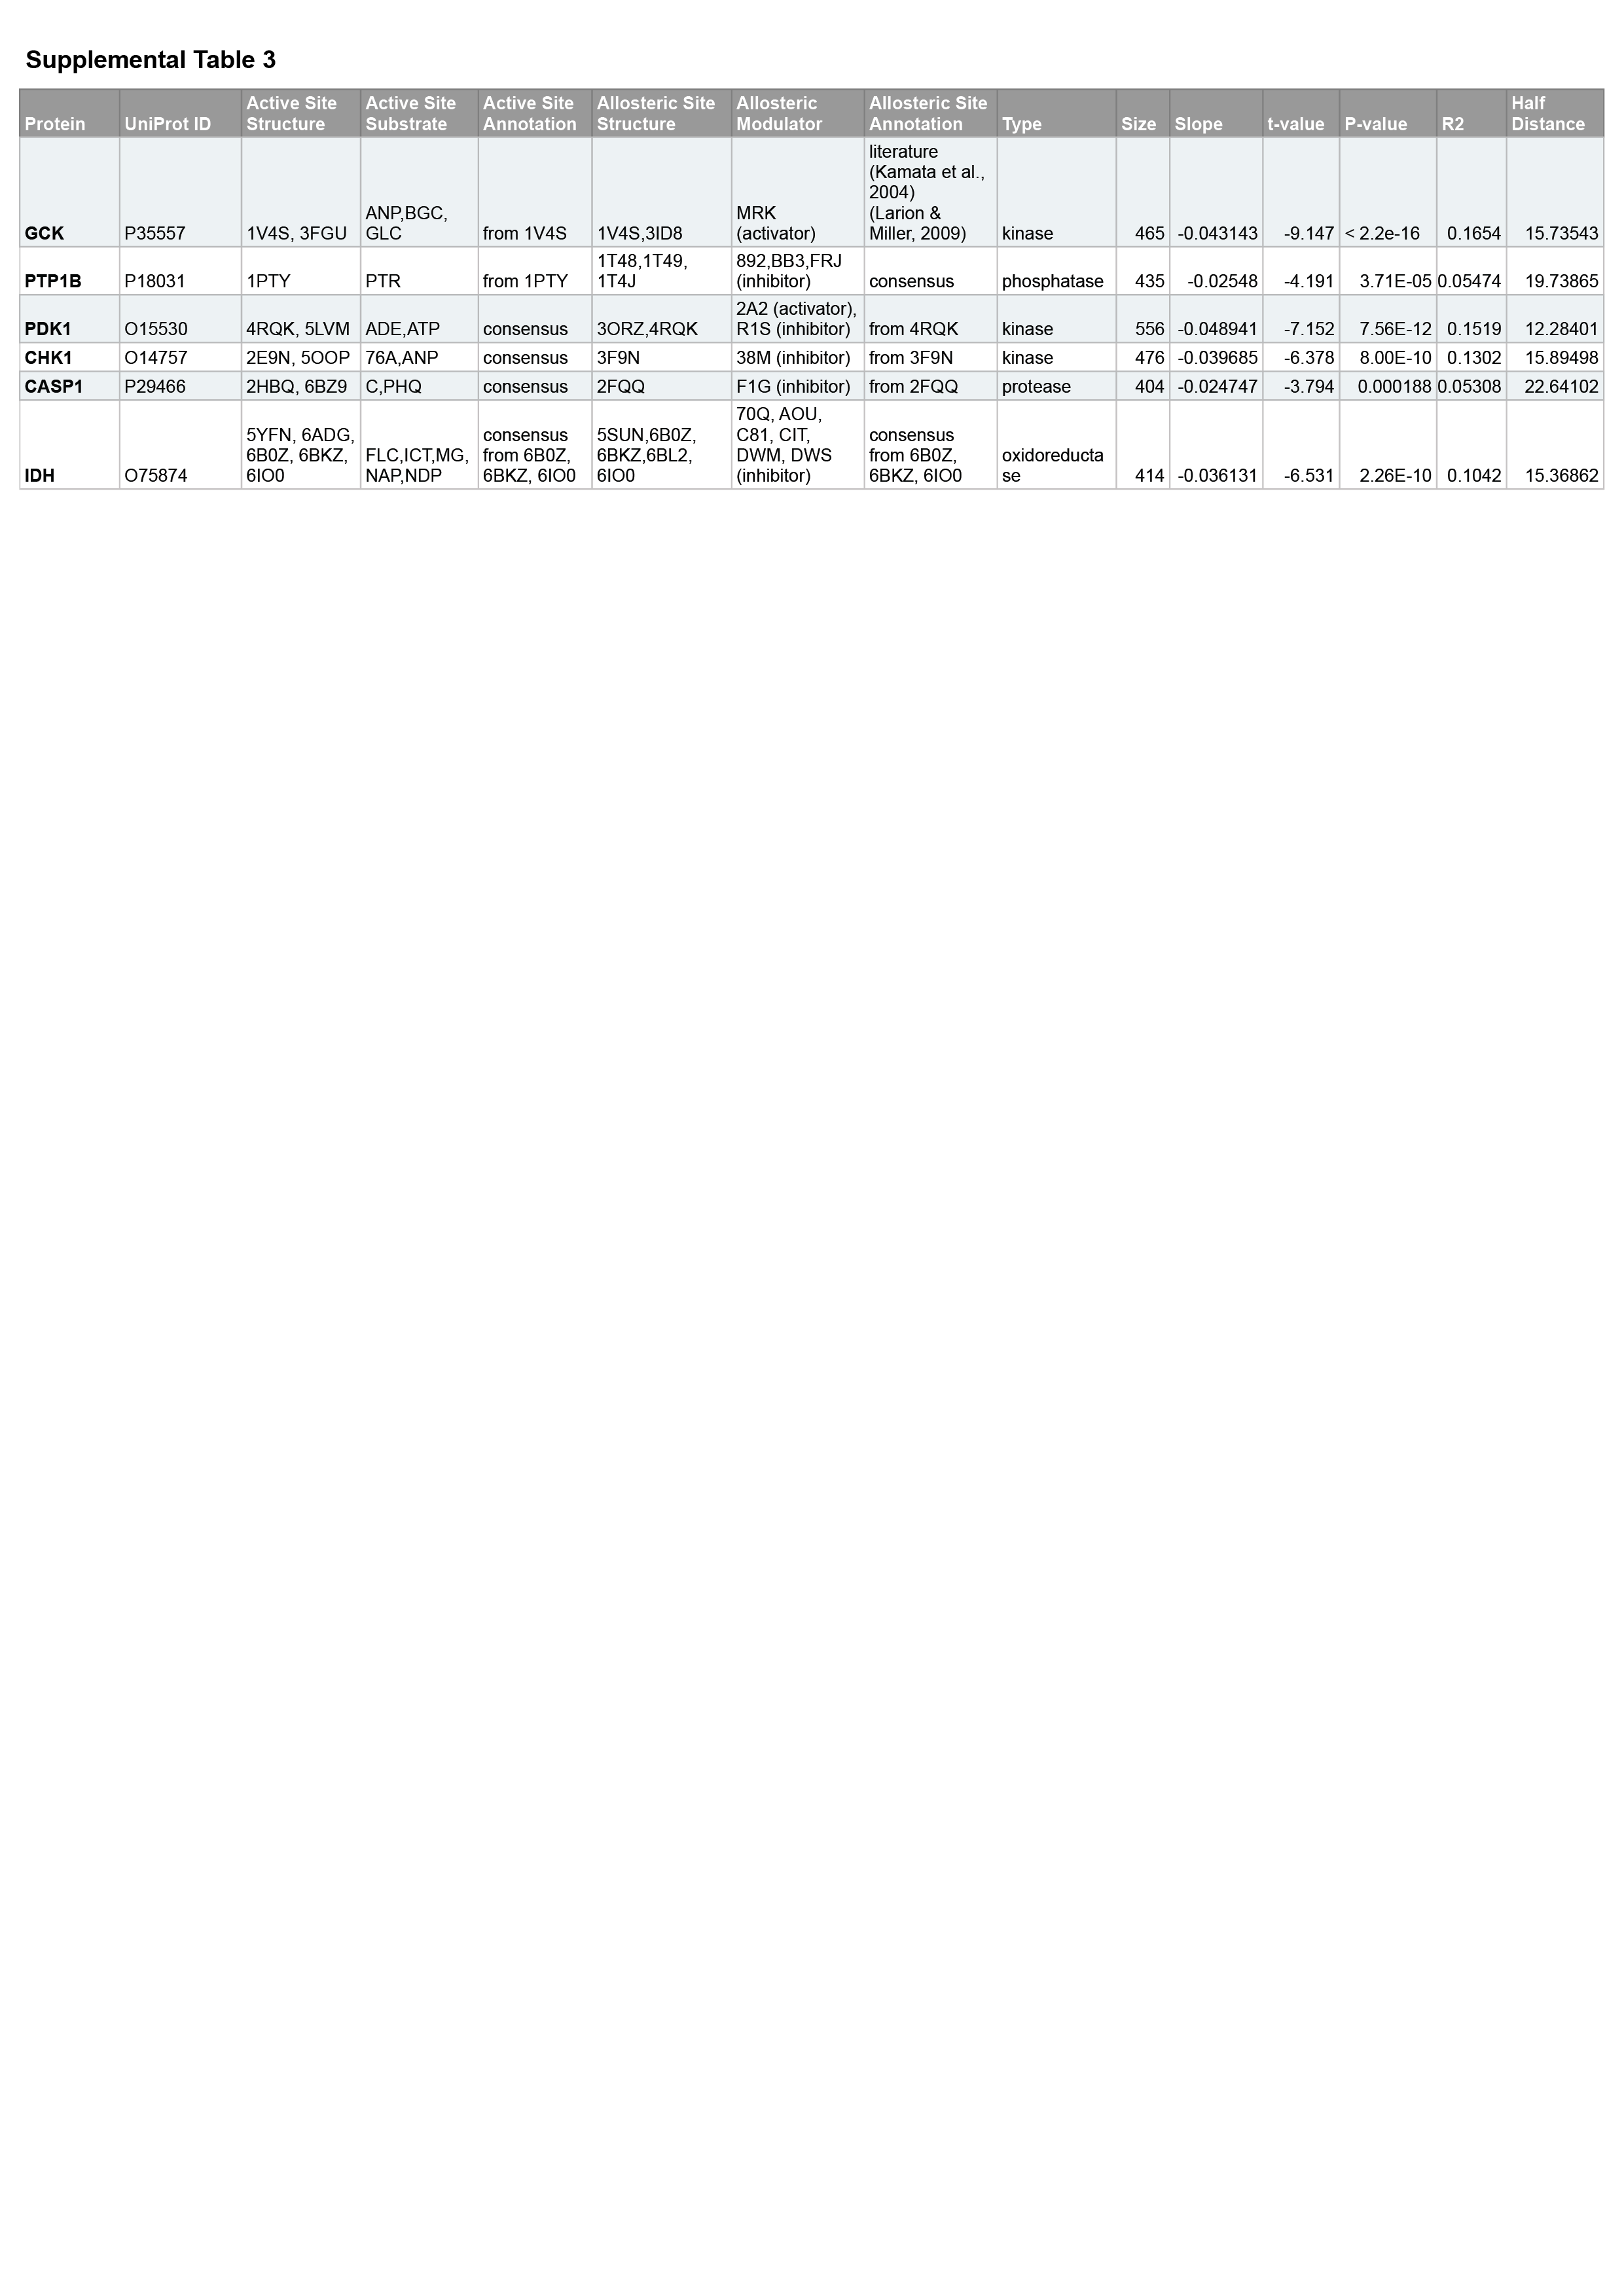 Supplemental Table 3
Protein UniProt ID Active Site Structure Active Site Substrate Active Site Annotation Allosteric Site Structure Allosteric Modulator Allosteric Site Annotation Type Size Slope t-value P-value R2 Half Distance
GCK P35557 1V4S, 3FGU ANP,BGC, GLC from 1V4S 1V4S,3ID8 MRK (activator) literature (Kamata et al., 2004) (Larion & Miller, 2009) kinase 465 -0.043143 -9.147 < 2.2e-16 0.1654 15.73543
PTP1B P18031 1PTY PTR from 1PTY 1T48,1T49, 1T4J 892,BB3,FRJ (inhibitor) consensus phosphatase 435 -0.02548 -4.191 3.71E-05 0.05474 19.73865
PDK1 O15530 4RQK, 5LVM ADE,ATP consensus 3ORZ,4RQK 2A2 (activator), R1S (inhibitor) from 4RQK kinase 556 -0.048941 -7.152 7.56E-12 0.1519 12.28401
CHK1 O14757 2E9N, 5OOP 76A,ANP consensus 3F9N 38M (inhibitor) from 3F9N kinase 476 -0.039685 -6.378 8.00E-10 0.1302 15.89498
CASP1 P29466 2HBQ, 6BZ9 C,PHQ consensus 2FQQ F1G (inhibitor) from 2FQQ protease 404 -0.024747 -3.794 0.000188 0.05308 22.64102
IDH O75874 5YFN, 6ADG, 6B0Z, 6BKZ, 6IO0 FLC,ICT,MG, NAP,NDP consensus from 6B0Z, 6BKZ, 6IO0 5SUN,6B0Z, 6BKZ,6BL2, 6IO0 70Q, AOU, C81, CIT, DWM, DWS (inhibitor) consensus from 6B0Z, 6BKZ, 6IO0 oxidoreducta se 414 -0.036131 -6.531 2.26E-10 0.1042 15.36862